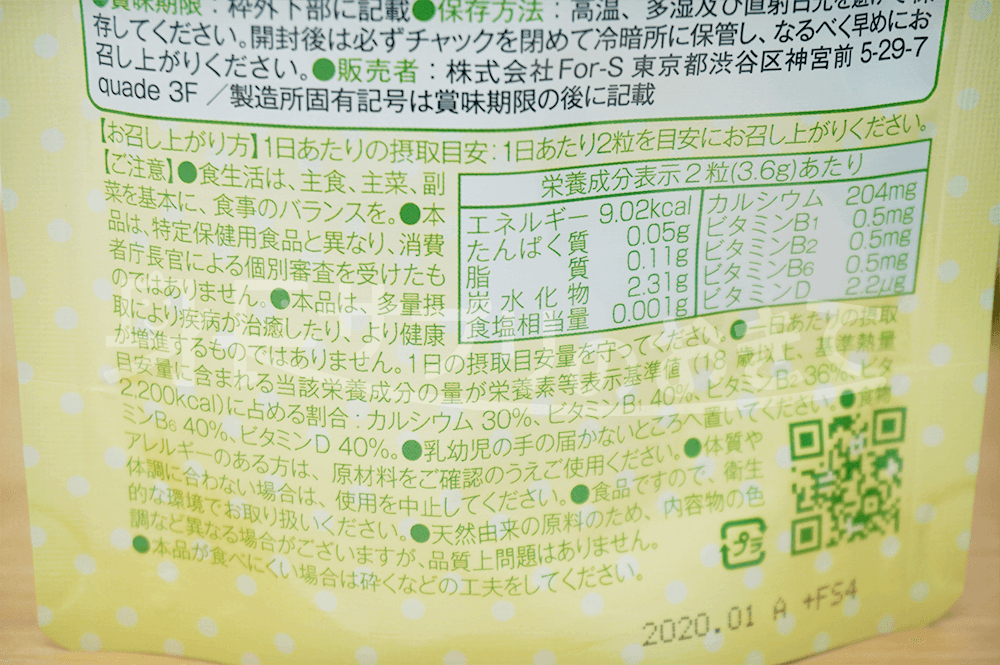 ●賞味期限：枠外下部に記載●保存方法：高温、多湿及び直射日光を避けて保
存してください。開封後は必ずチャックを閉めて冷暗所に保管し、なるべく早めにお
召し上がりください。●販売者：株式会社For-S 東京都渋谷区神宮前 5-29-7
quade 3F ／製造所固有記号は賞味期限の後に記載
【お召し上がり方】1日あたりの摂取目安：1日あたり2粒を目安にお召し上がりください。
【ご注意】●食生活は、主食、主菜、副
菜を基本に、食事のバランスを。●本
品は、特定保健用食品と異なり、消費
者庁長官による個別審査を受けたも
のではありません。●本品は、多量摂
取により疾病が治癒したり、より健康
が増進するものではありません。1日の摂取目安量を守ってください。●一日あたりの摂取
目安量に含まれる当該栄養成分の量が栄養素等表示基準値（18 歳以上、基準熱量
2,200kcal）に占める割合：カルシウム 30%、ビタミンB1 40%、ビタミンB2 36%、ビタ
ミンB6 40%、ビタミンD 40%。●乳幼児の手の届かないところへ置いてください。●食物
アレルギーのある方は、原材料をご確認のうえご使用ください。●体質や
体調に合わない場合は、使用を中止してください。●食品ですので、衛生
的な環境でお取り扱いください。●天然由来の原料のため、内容物の色
調など異なる場合がございますが、品質上問題はありません。
●本品が食べにくい場合は砕くなどの工夫をしてください。
栄養成分表示2粒(3.6g)あたり
エネルギー 9.02kcal
たんぱく質 0.05g
脂質 0.11g
炭水化物 2.31g
食塩相当量 0.001g
カルシウム 204mg
ビタミンB1 0.5mg
ビタミンB2 0.5mg
ビタミンB6 0.5mg
ビタミンD 2.2μg
プラ
2020.01 A +FS4